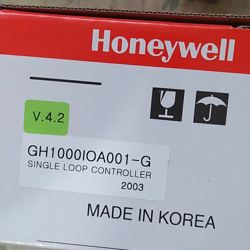 Honeywell
V.4.2
GH1000IOA001-G
SINGLE LOOP CONTROLLER
2003
MADE IN KOREA